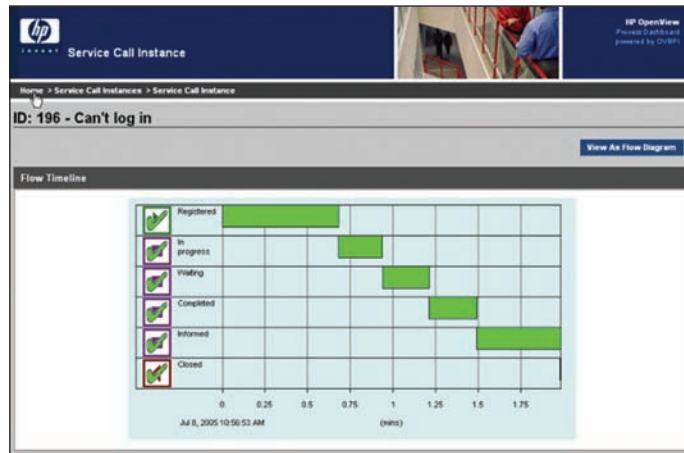 hp
invent
Service Call Instance
HP OpenView
Process Dashboard
powered by OVBPI
Home > Service Call Instances > Service Call Instance
ID: 196 - Can't log in
View As Flow Diagram
Flow Timeline
Registered
In
progress
Waiting
Completed
Informed
Closed
0 0.25 0.5 0.75 1 1.25 1.5 1.75
Jul 8, 2005 10:56:53 AM (mins)